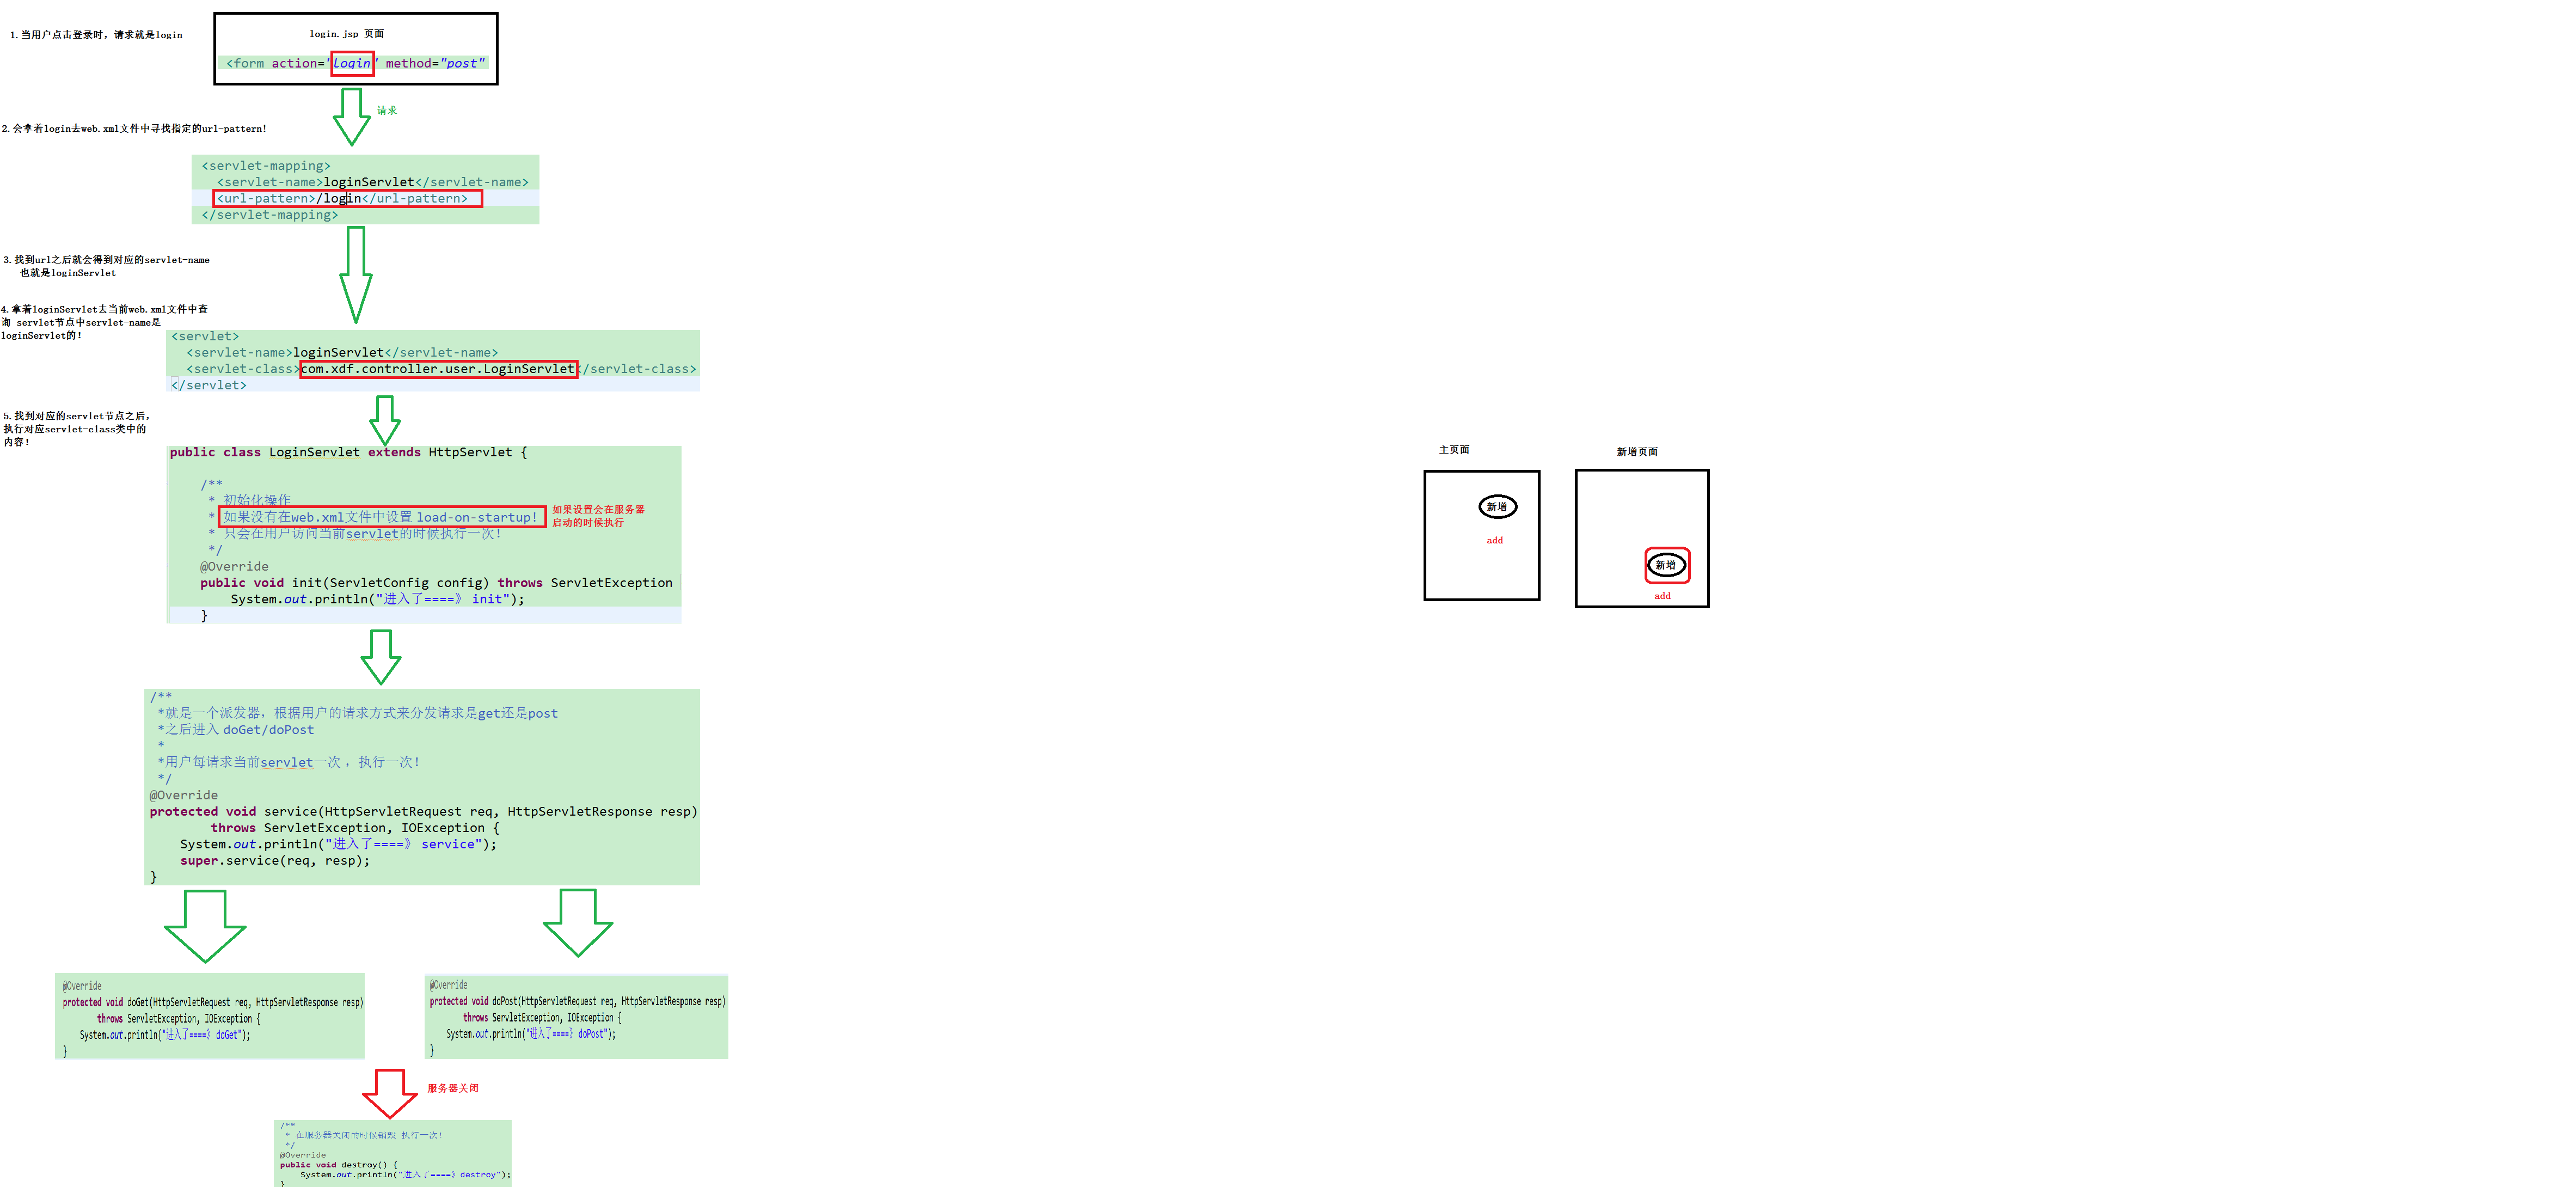 1.当用户点击登录时，请求就是login
login.jsp 页面
<form action="login" method="post"
请求
2.会拿着login去web.xml文件中寻找指定的url-pattern!
<servlet-mapping>
<servlet-name>loginServlet</servlet-name>
<url-pattern>/login</url-pattern>
</servlet-mapping>
3.找到url之后就会得到对应的servlet-name
也就是loginServlet
4.拿着loginServlet去当前web.xml文件中查
询 servlet节点中servlet-name是
loginServlet的!
<servlet>
<servlet-name>loginServlet</servlet-name>
<servlet-class>com.xdf.controller.user.LoginServlet</servlet-class>
</servlet>
5.找到对应的servlet节点之后，
执行对应servlet-class类中的
内容!
public class LoginServlet extends HttpServlet {
/**
* 初始化操作
* 如果没有在web.xml文件中设置 load-on-startup!
* 只会在用户访问当前servlet的时候执行一次!
*/
@Override
public void init(ServletConfig config) throws ServletException
System.out.println("进入了====》 init");
}
如果设置会在服务器
启动的时候执行
/**
*就是一个派发器，根据用户的请求方式来分发请求是get还是post
*之后进入 doGet/doPost
*
*用户每请求当前servlet一次 ，执行一次!
*/
@Override
protected void service(HttpServletRequest req, HttpServletResponse resp)
throws ServletException, IOException {
System.out.println("进入了====》 service");
super.service(req, resp);
}
@Override
protected void doGet(HttpServletRequest req, HttpServletResponse resp)
throws ServletException, IOException {
System.out.println("进入了====》 doGet");
}
@Override
protected void doPost(HttpServletRequest req, HttpServletResponse resp)
throws ServletException, IOException {
System.out.println("进入了====》 doPost");
}
服务器关闭
/**
* 在服务器关闭的时候销毁 执行一次!
*/
@Override
public void destroy() {
System.out.println("进入了====》 destroy");
}
主页面
新增
add
新增页面
新增
add